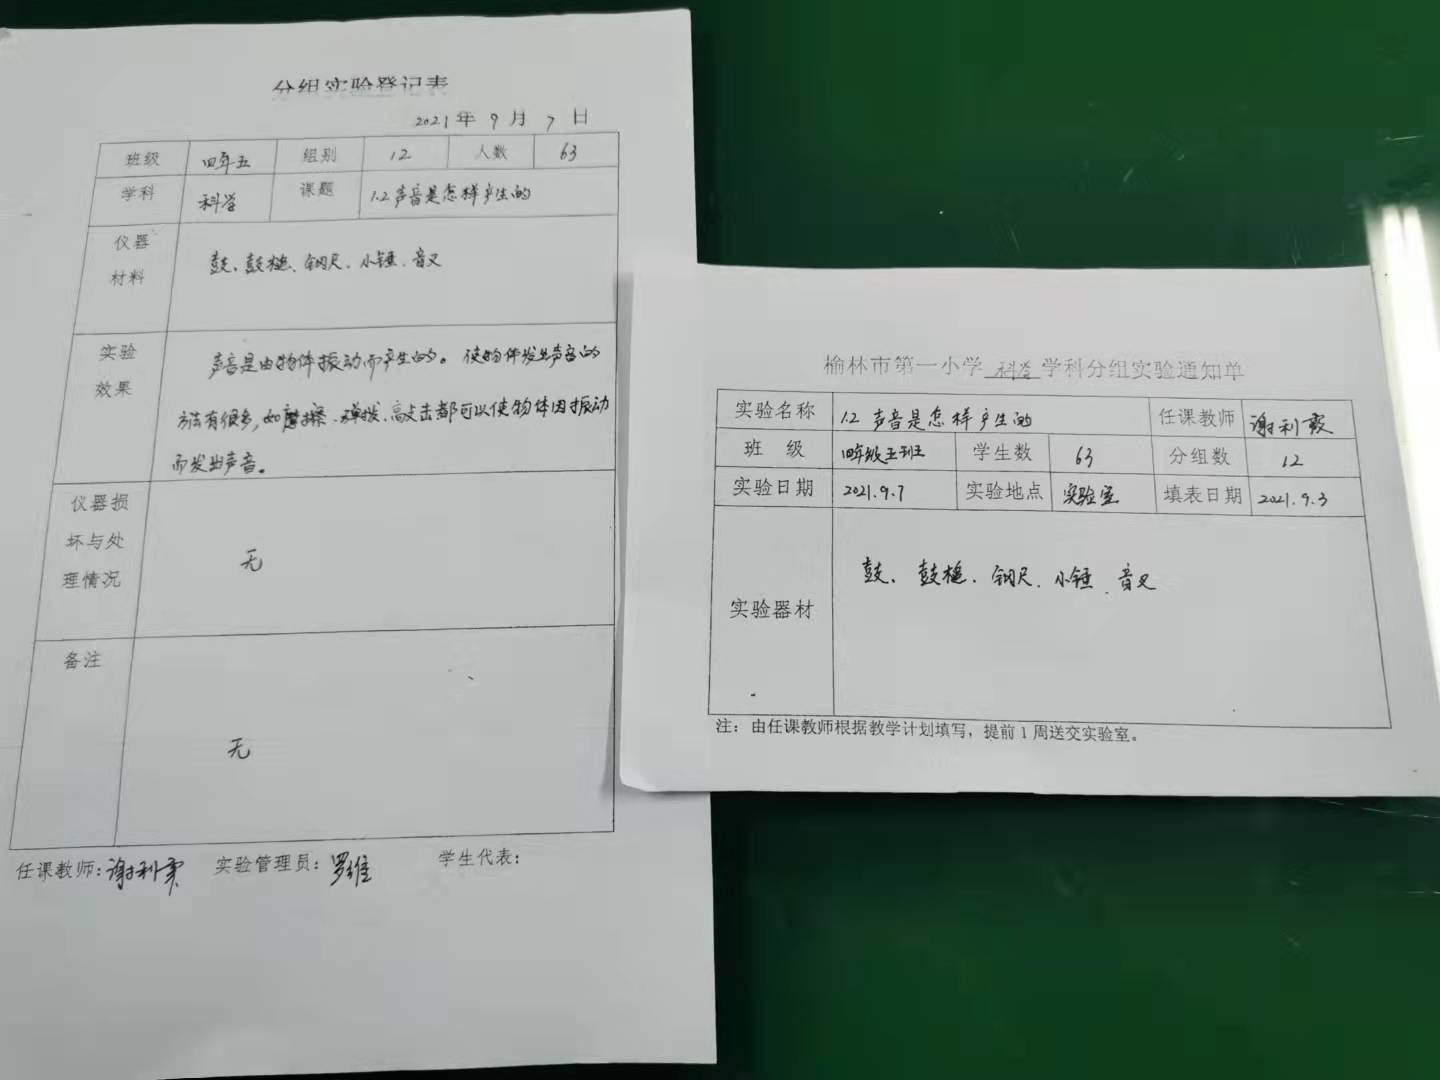 分组实验登记表
2021年 9月 7日
班级 四年五 组别 12 人数 63
学科 科学 课题 1.2声音是怎样产生的
仪器材料 鼓、鼓槌、钢尺、小锤、音叉
实验效果 声音是由物体振动而产生的。使物体发出声音的
方法有很多,如摩擦、弹拨、敲击都可以使物体因振动
而发出声音。
仪器损坏与处理情况 无
备注 无
任课教师:谢利霞 实验管理员:罗维 学生代表:
榆林市第一小学 科学 学科分组实验通知单
实验名称 1.2 声音是怎样产生的 任课教师 谢利霞
班 级 四年级五班 学生数 63 分组数 12
实验日期 2021.9.7 实验地点 实验室 填表日期 2021.9.3
实验器材 鼓、鼓槌、钢尺、小锤、音叉
注:由任课教师根据教学计划填写,提前1周送交实验室。